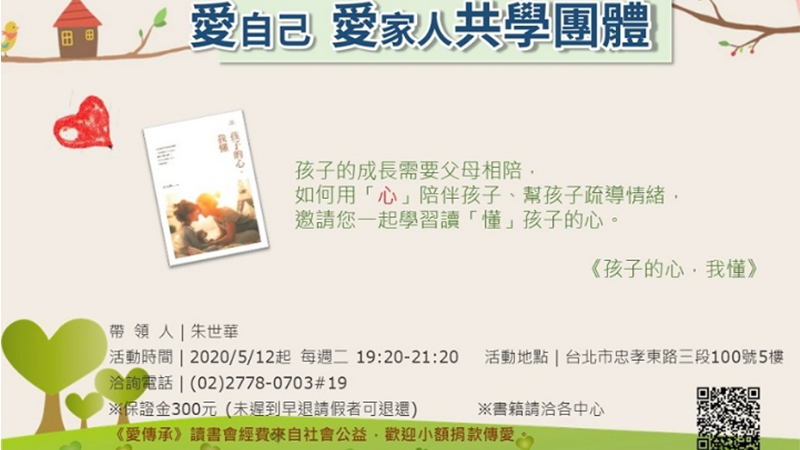 愛自己 愛家人共學團體
孩子的心，
我懂
孩子的成長需要父母相陪，
如何用「心」陪伴孩子、幫孩子疏導情緒，
邀請您一起學習讀「懂」孩子的心。
《孩子的心，我懂》
帶 領 人 | 朱世華
活動時間 | 2020/5/12起 每週二 19:20-21:20 活動地點 | 台北市忠孝東路三段100號5樓
洽詢電話 | (02)2778-0703#19
※保證金300元 (未遲到早退請假者可退還) ※書籍請洽各中心
《愛傳承》讀書會經費來自社會公益，歡迎小額捐款傳愛。